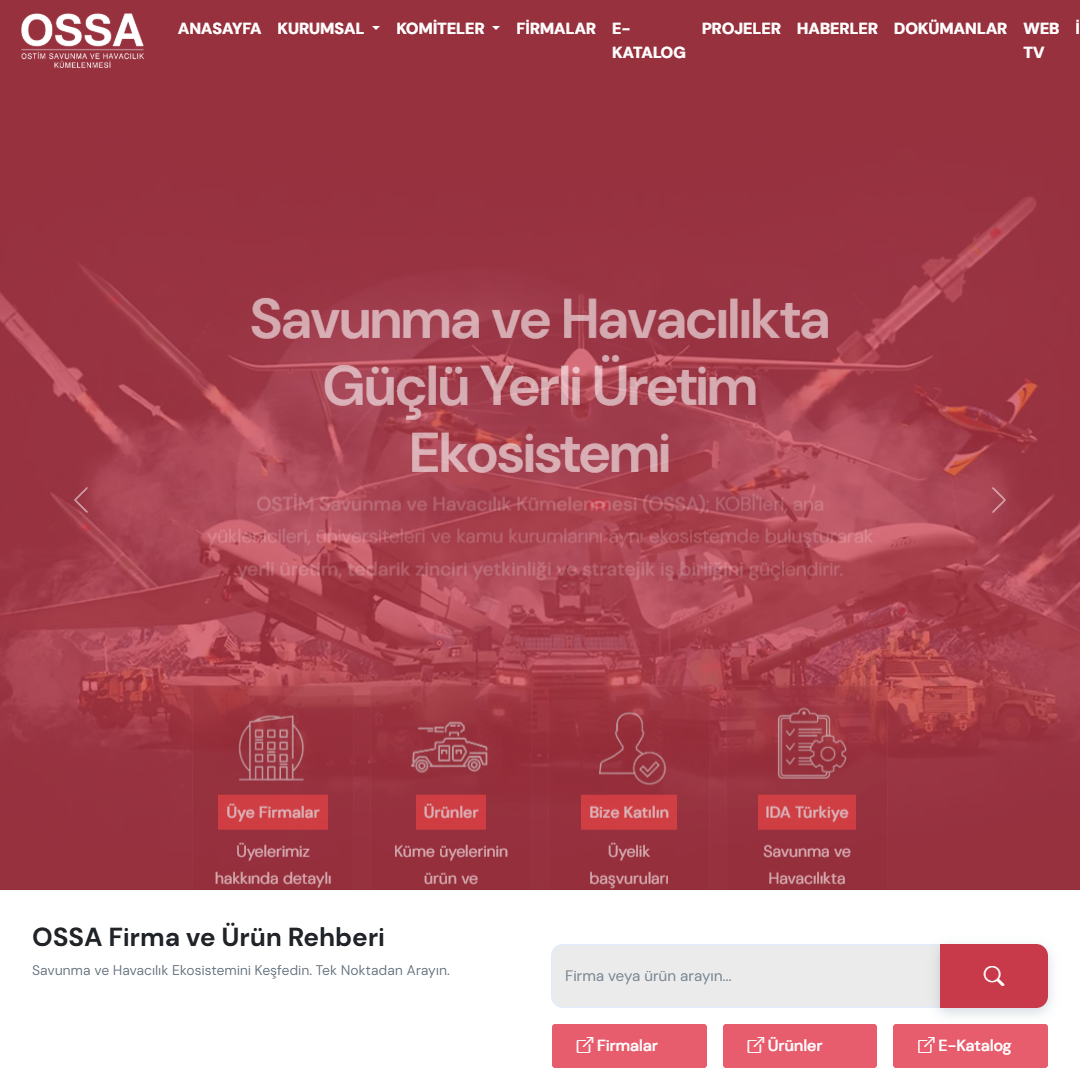 OSSA
OSTİM SAVUNMA VE HAVACILIK
KÜMELENMESİ
ANASAYFA KURUMSAL KOMİTELER FİRMALAR E-KATALOG PROJELER HABERLER DOKÜMANLAR WEB TV
Savunma ve Havacılıkta
Güçlü Yerli Üretim
Ekosistemi
OSTİM Savunma ve Havacılık Kümelenmesi (OSSA); KOBİ'leri, ana
yüklenicileri, üniversiteleri ve kamu kurumlarını aynı ekosistemde buluşturarak
yerli üretim, tedarik zinciri yetkinliği ve stratejik iş birliğini güçlendirir.
Üye Firmalar Ürünler Bize Katılın IDA Türkiye
Üyelerimiz Küme üyelerinin Üyelik Savunma ve
hakkında detaylı ürün ve başvuruları Havacılıkta
OSSA Firma ve Ürün Rehberi
Savunma ve Havacılık Ekosistemini Keşfedin. Tek Noktadan Arayın.
Firma veya ürün arayın...
Firmalar Ürünler E-Katalog